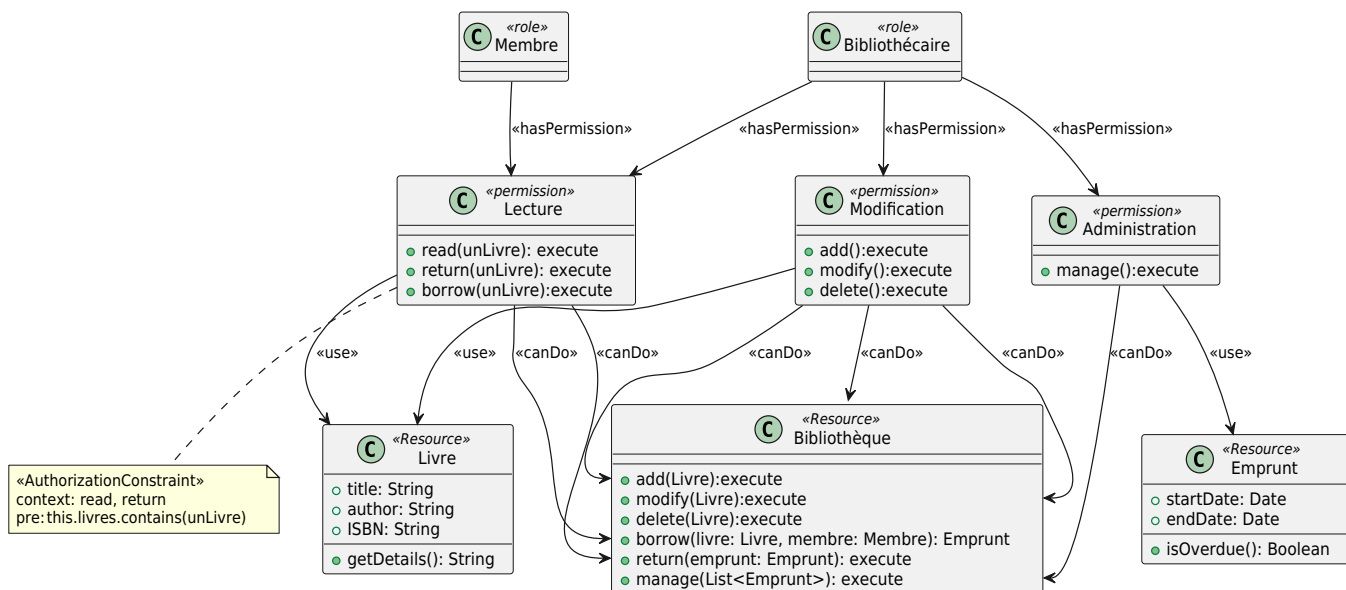 «role»
Membre
«role»
Bibliothécaire
«hasPermission»
«hasPermission»
«hasPermission»
«hasPermission»
«permission»
Lecture
read(unLivre): execute
return(unLivre): execute
borrow(unLivre):execute
«permission»
Modification
add():execute
modify():execute
delete():execute
«permission»
Administration
manage():execute
«use»
«use»
«canDo»
«canDo»
«canDo»
«canDo»
«canDo»
«canDo»
«use»
«AuthorizationConstraint»
context: read, return
pre:this.livres.contains(unLivre)
«Resource»
Livre
title: String
author: String
ISBN: String
getDetails(): String
«Resource»
Bibliothèque
add(Livre):execute
modify(Livre):execute
delete(Livre):execute
borrow(livre: Livre, membre: Membre): Emprunt
return(emprunt: Emprunt): execute
manage(List<Emprunt>): execute
«Resource»
Emprunt
startDate: Date
endDate: Date
isOverdue(): Boolean